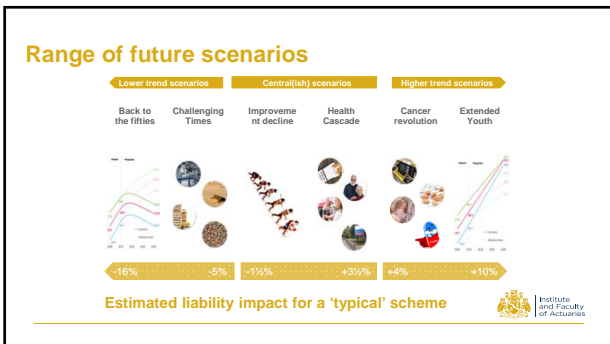 Range of future scenarios
Lower trend scenarios
Central(ish) scenarios
Higher trend scenarios
Back to
the fifties
Challenging
Times
Improveme
nt decline
Health
Cascade
Cancer
revolution
Extended
Youth
-16%
-5%
-1½%
+3½%
+4%
+10%
Estimated liability impact for a ‘typical’ scheme
Institute
and Faculty
of Actuaries